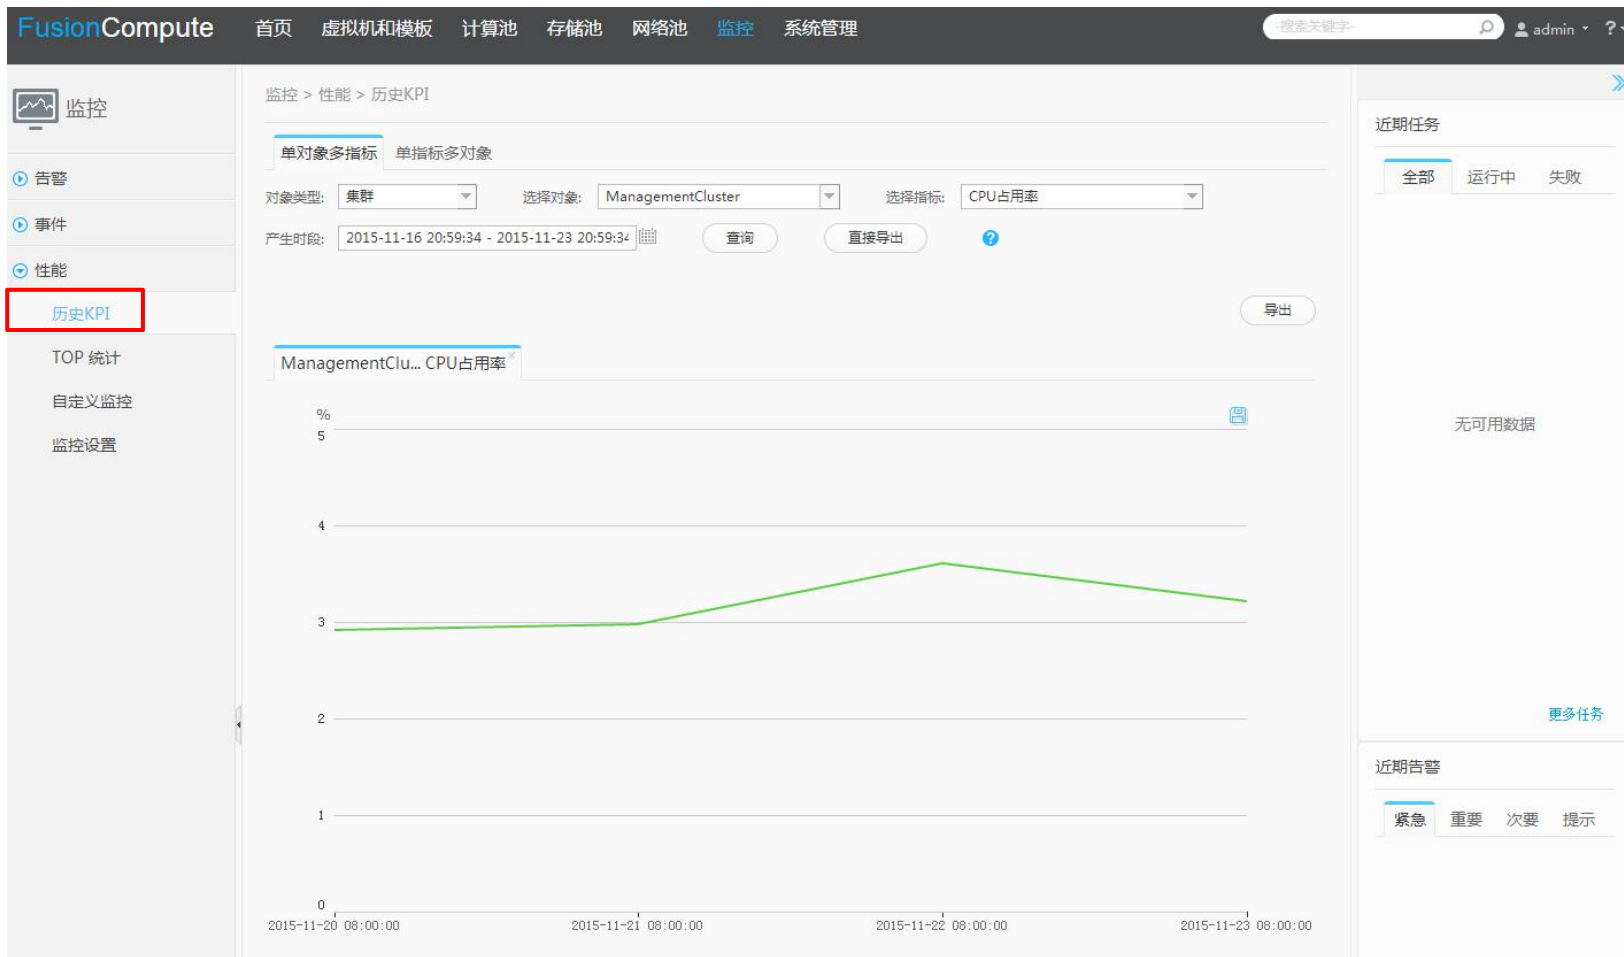 FusionCompute 首页 虚拟机和模板 计算池 存储池 网络池 监控 系统管理 -搜索关键字- admin ?
监控
告警
事件
性能
历史KPI
TOP 统计
自定义监控
监控设置
监控 > 性能 > 历史KPI
单对象多指标 单指标多对象
对象类型: 集群 选择对象: ManagementCluster 选择指标: CPU占用率
产生时段: 2015-11-16 20:59:34 - 2015-11-23 20:59:34 查询 直接导出 ?
导出
ManagementClu... CPU占用率 ×
%
5
4
3
2
1
0
2015-11-20 08:00:00 2015-11-21 08:00:00 2015-11-22 08:00:00 2015-11-23 08:00:00
近期任务
全部 运行中 失败
无可用数据
更多任务
近期告警
紧急 重要 次要 提示